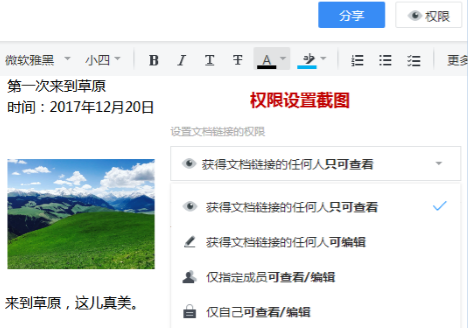 分享
权限
微软雅黑 小四 B I T T A ab 更多
第一次来到草原
时间：2017年12月20日
权限设置截图
设置文档链接的权限
获得文档链接的任何人只可查看
获得文档链接的任何人只可查看
获得文档链接的任何人可编辑
仅指定成员可查看/编辑
仅自己可查看/编辑
来到草原，这儿真美。